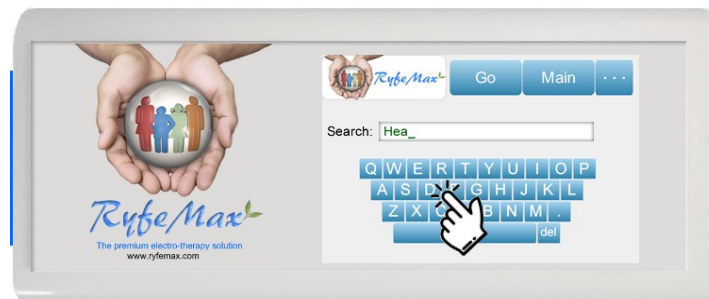 RyfeMax
The premium electro-therapy solution
www.ryfemax.com
RyfeMax
Go
Main
...
Search: Hea_
Q W E R T Y U I O P
A S D G H J K L
Z X C B N M .
del